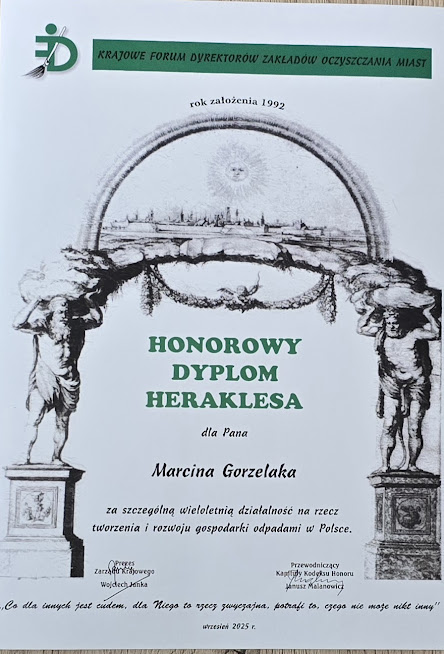 KRAJOWE FORUM DYREKTORÓW ZAKŁADÓW OCZYSZCZANIA MIAST
rok założenia 1992
HONOROWY
DYPLOM
HERAKLESA
dla Pana
Marcina Gorzelaka
za szczególną wieloletnią działalność na rzecz
tworzenia i rozwoju gospodarki odpadami w Polsce.
Prezes
Zarządu Krajowego
Wojciech Janka
Przewodniczący
Kapituły Kodeksu Honoru
Janusz Malanowicz
„Co dla innych jest cudem, dla Niego to rzecz zwyczajna, potrafi to, czego nie może nikt inny"
wrzesień 2025 r.